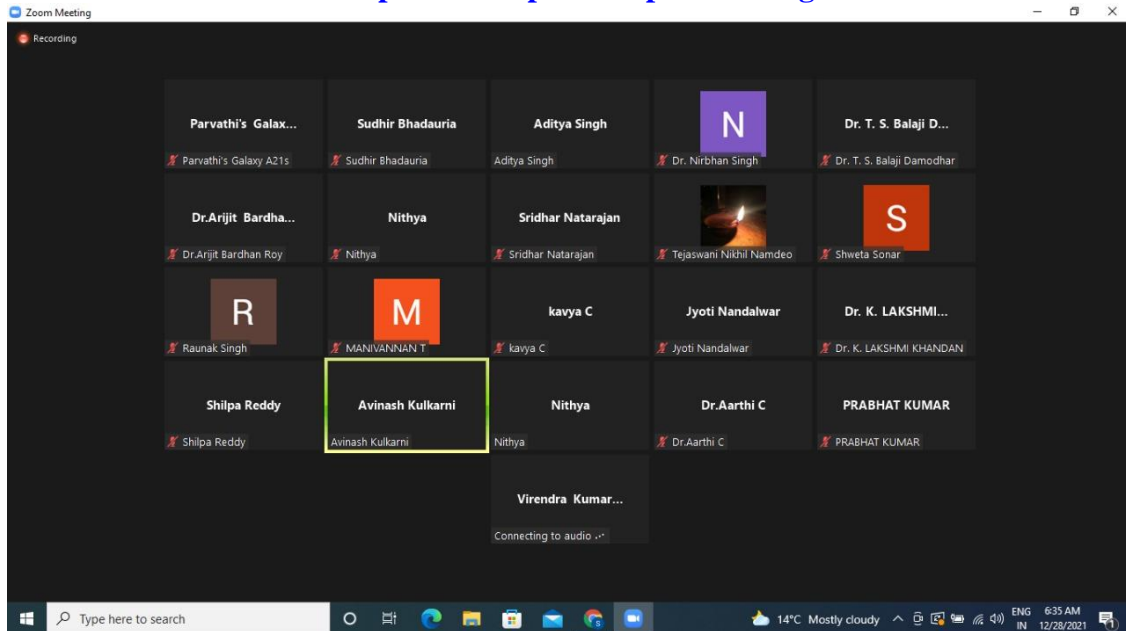 Zoom Meeting
Recording
Parvathi's Galax... Sudhir Bhadauria Aditya Singh N Dr. T. S. Balaji D...
Parvathi's Galaxy A21s Sudhir Bhadauria Aditya Singh Dr. Nirbhan Singh Dr. T. S. Balaji Damodhar
Dr.Arijit Bardha... Nithya Sridhar Natarajan S
Dr.Arijit Bardhan Roy Nithya Sridhar Natarajan Tejaswani Nikhil Namdeo Shweta Sonar
R M kavya C Jyoti Nandalwar Dr. K. LAKSHMI...
Raunak Singh MANIVANNAN T kavya C Jyoti Nandalwar Dr. K. LAKSHMI KHANDAN
Shilpa Reddy Avinash Kulkarni Nithya Dr.Aarthi C PRABHAT KUMAR
Shilpa Reddy Avinash Kulkarni Nithya Dr.Aarthi C PRABHAT KUMAR
Virendra Kumar...
Connecting to audio
Type here to search 14°C Mostly cloudy ENG 6:35 AM
IN 12/28/2021 1